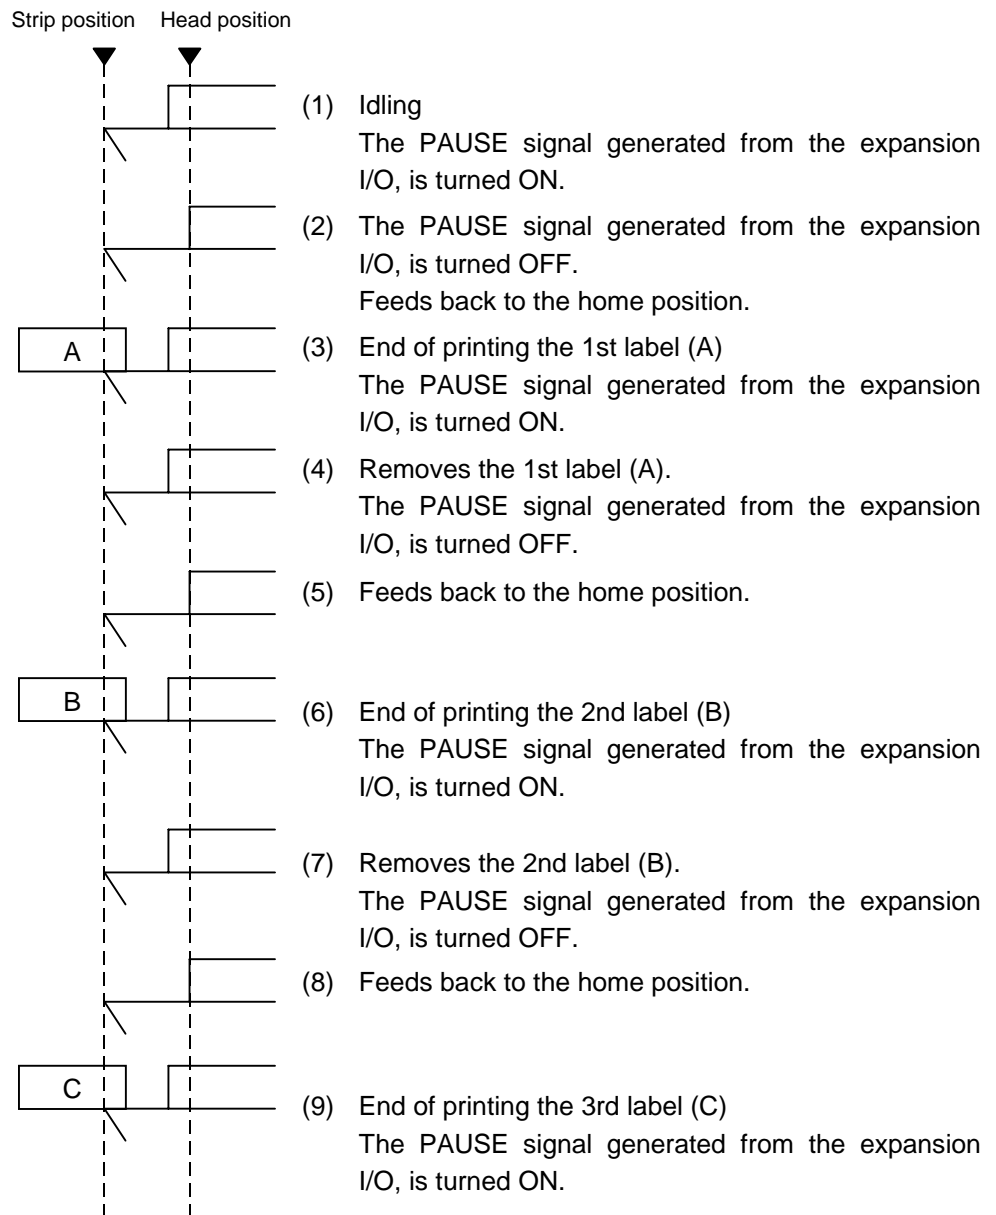 Strip position Head position
(1) Idling
The PAUSE signal generated from the expansion
I/O, is turned ON.
(2) The PAUSE signal generated from the expansion
I/O, is turned OFF.
Feeds back to the home position.
A
(3) End of printing the 1st label (A)
The PAUSE signal generated from the expansion
I/O, is turned ON.
(4) Removes the 1st label (A).
The PAUSE signal generated from the expansion
I/O, is turned OFF.
(5) Feeds back to the home position.
B
(6) End of printing the 2nd label (B)
The PAUSE signal generated from the expansion
I/O, is turned ON.
(7) Removes the 2nd label (B).
The PAUSE signal generated from the expansion
I/O, is turned OFF.
(8) Feeds back to the home position.
C
(9) End of printing the 3rd label (C)
The PAUSE signal generated from the expansion
I/O, is turned ON.